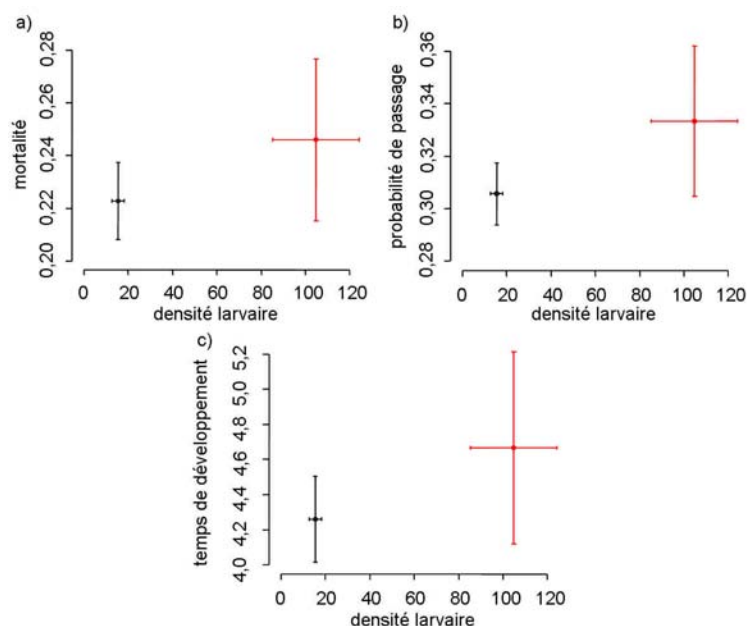 a)
mortalité
0,20 0,22 0,24 0,26 0,28
0 20 40 60 80 100 120
densité larvaire
b)
probabilité de passage
0,28 0,30 0,32 0,34 0,36
0 20 40 60 80 100 120
densité larvaire
c)
temps de développement
4,0 4,2 4,4 4,6 4,8 5,0 5,2
0 20 40 60 80 100 120
densité larvaire